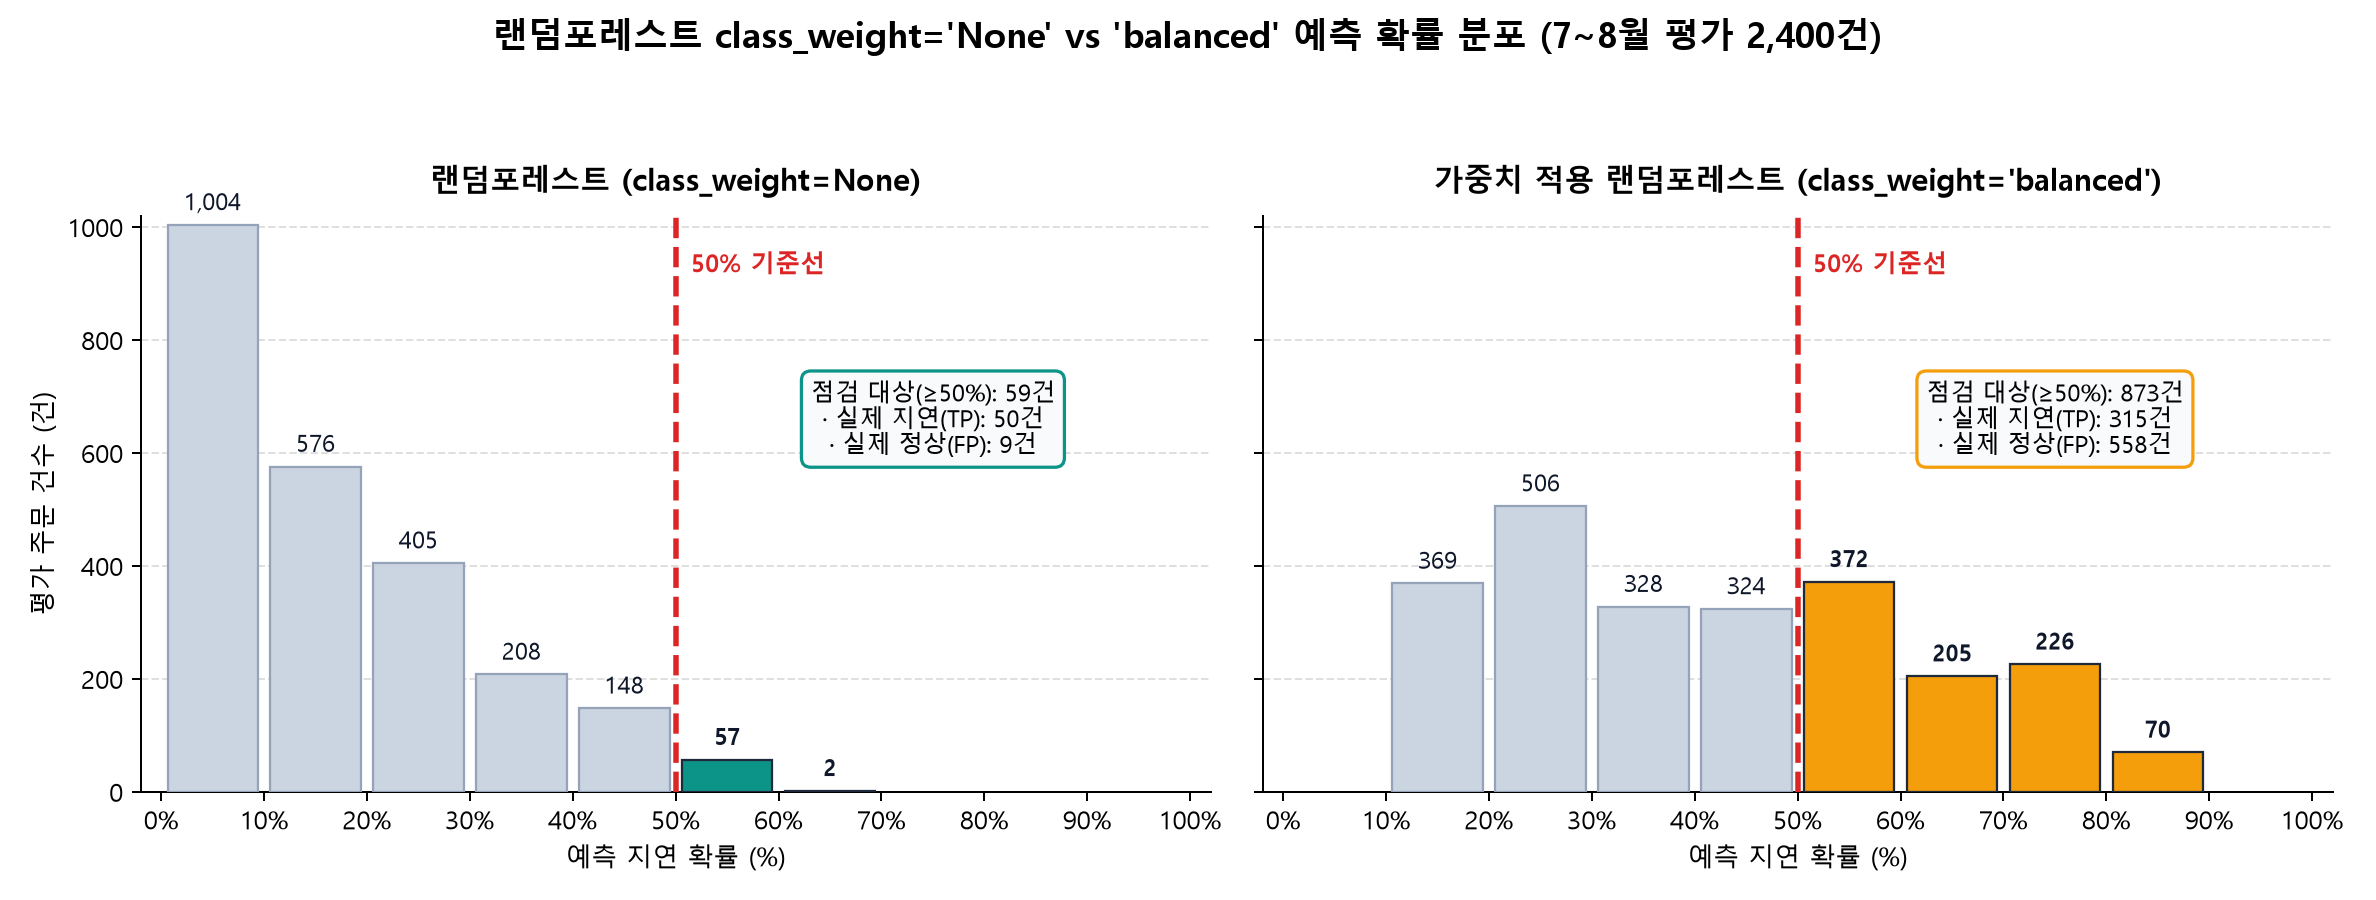 랜덤포레스트 class_weight='None' vs 'balanced' 예측 확률 분포 (7~8월 평가 2,400건)
랜덤포레스트 (class_weight=None)
평가 주문 건수 (건)
1000
800
600
400
200
0
1,004
576
405
208
148
57
2
50% 기준선
점검 대상(≥50%): 59건
· 실제 지연(TP): 50건
· 실제 정상(FP): 9건
0% 10% 20% 30% 40% 50% 60% 70% 80% 90% 100%
예측 지연 확률 (%)
가중치 적용 랜덤포레스트 (class_weight='balanced')
369
506
328
324
372
205
226
70
50% 기준선
점검 대상(≥50%): 873건
· 실제 지연(TP): 315건
· 실제 정상(FP): 558건
0% 10% 20% 30% 40% 50% 60% 70% 80% 90% 100%
예측 지연 확률 (%)